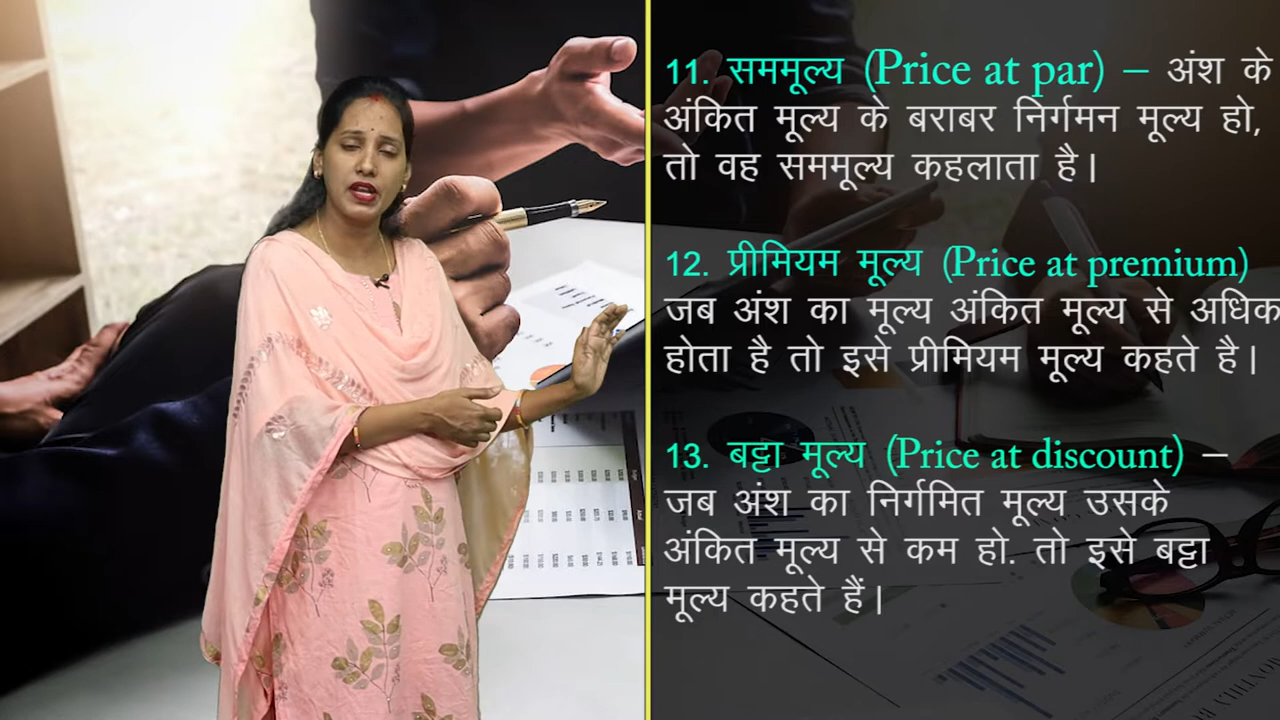 11. सममूल्य (Price at par) – अंश के
अंकित मूल्य के बराबर निर्गमन मूल्य हो,
तो वह सममूल्य कहलाता है।
12. प्रीमियम मूल्य (Price at premium)
जब अंश का मूल्य अंकित मूल्य से अधिक
होता है तो इसे प्रीमियम मूल्य कहते है।
13. बट्टा मूल्य (Price at discount) –
जब अंश का निर्गमित मूल्य उसके
अंकित मूल्य से कम हो. तो इसे बट्टा
मूल्य कहते हैं।